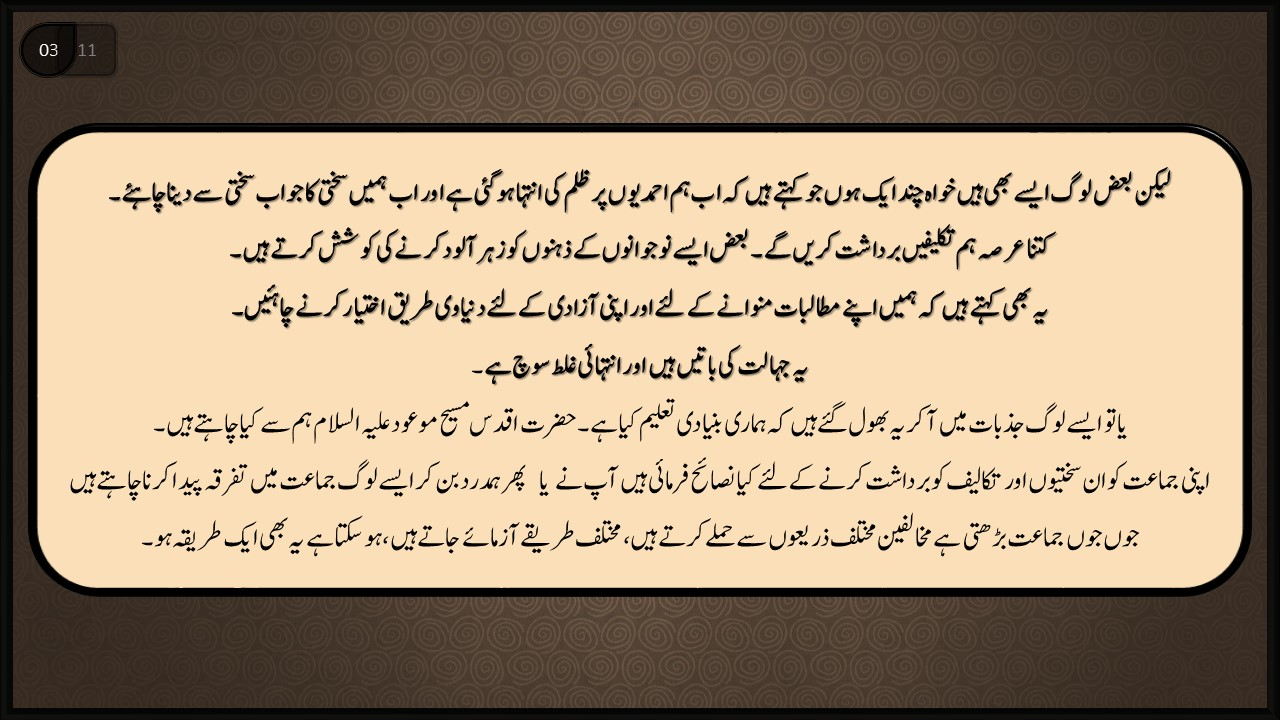 03 11
لیکن بعض لوگ ایسے بھی ہیں خواہ چند ایک ہوں جو کہتے ہیں کہ اب ہم احمدیوں پر ظلم کی انتہا ہو گئی ہے اور اب ہمیں سختی کا جواب سختی سے دینا چاہئے۔
کتنا عرصہ ہم تکلیفیں برداشت کریں گے۔ بعض ایسے نوجوانوں کے ذہنوں کو زہر آلود کرنے کی کوشش کرتے ہیں۔
یہ بھی کہتے ہیں کہ ہمیں اپنے مطالبات منوانے کے لئے اور اپنی آزادی کے لئے دنیاوی طریق اختیار کرنے چاہئیں۔
یہ جہالت کی باتیں ہیں اور انتہائی غلط سوچ ہے۔
یا تو ایسے لوگ جذبات میں آ کر یہ بھول گئے ہیں کہ ہماری بنیادی تعلیم کیا ہے۔ حضرت اقدس مسیح موعود علیہ السلام ہم سے کیا چاہتے ہیں۔
اپنی جماعت کو ان سختیوں اور تکالیف کو برداشت کرنے کے لئے کیا نصائح فرمائی ہیں آپ نے یا پھر ہمدرد بن کر ایسے لوگ جماعت میں تفرقہ پیدا کرنا چاہتے ہیں
جوں جوں جماعت بڑھتی ہے مخالفین مختلف ذریعوں سے حملے کرتے ہیں، مختلف طریقے آزمائے جاتے ہیں، ہو سکتا ہے یہ بھی ایک طریقہ ہو۔